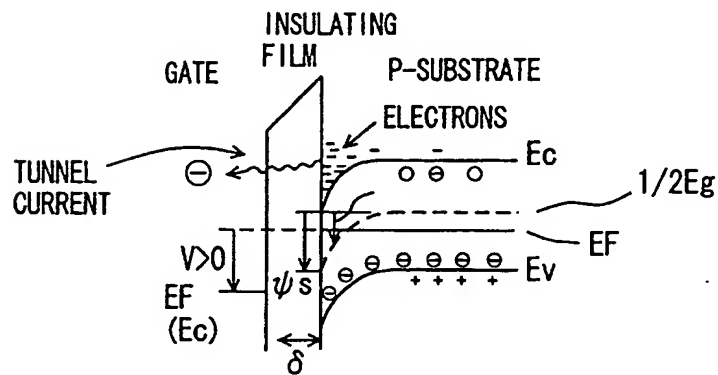 INSULATING
FILM
GATE
P-SUBSTRATE
ELECTRONS
Ec
TUNNEL
CURRENT
1/2Eg
EF
V>0
Ev
ψs
EF
(Ec)
δ